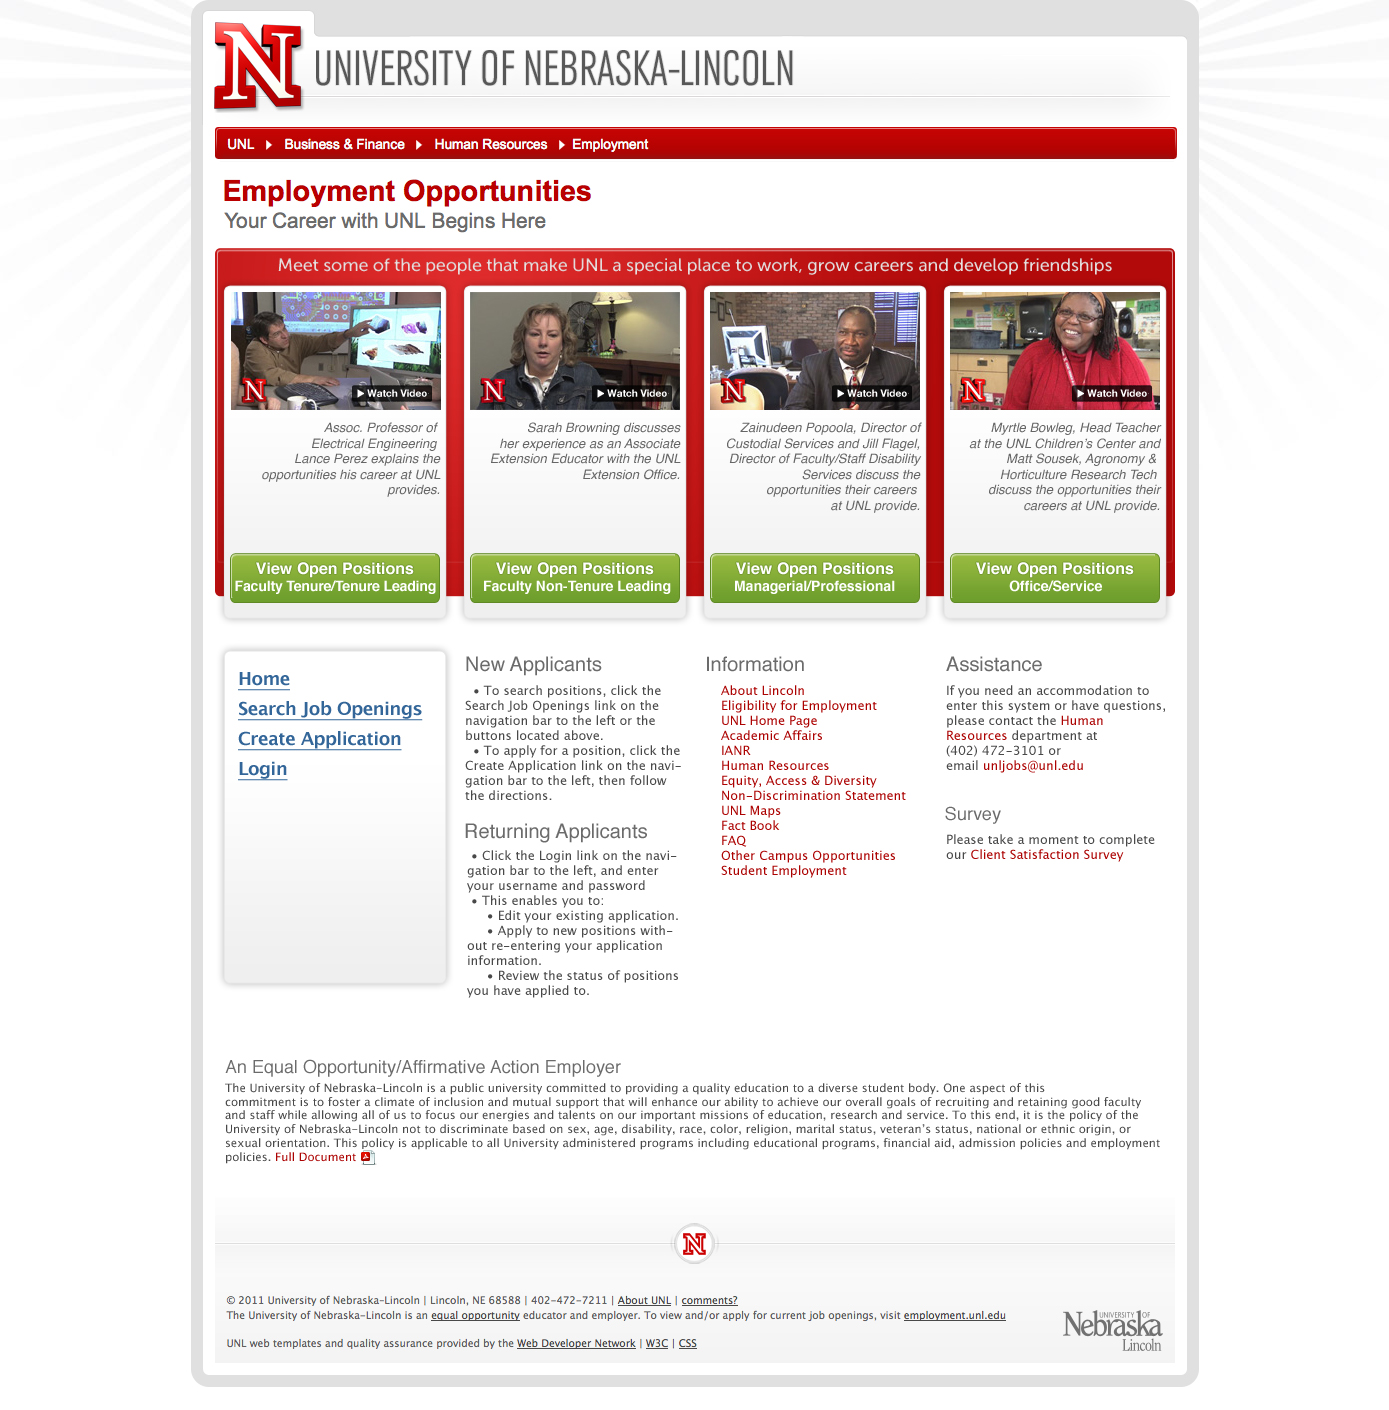 N
UNIVERSITY OF NEBRASKA–LINCOLN
UNL
Business & Finance
Human Resources
Employment
Employment Opportunities
Your Career with UNL Begins Here
Meet some of the people that make UNL a special place to work, grow careers and develop friendships
N
Watch Video
Assoc. Professor of
Electrical Engineering
Lance Perez explains the
opportunities his career at UNL
provides.
View Open Positions
Faculty Tenure/Tenure Leading
N
Watch Video
Sarah Browning discusses
her experience as an Associate
Extension Educator with the UNL
Extension Office.
View Open Positions
Faculty Non-Tenure Leading
N
Watch Video
Zainudeen Popoola, Director of
Custodial Services and Jill Flagel,
Director of Faculty/Staff Disability
Services discuss the
opportunities their careers
at UNL provide.
View Open Positions
Managerial/Professional
N
Watch Video
Myrtle Bowleg, Head Teacher
at the UNL Children's Center and
Matt Sousek, Agronomy &
Horticulture Research Tech
discuss the opportunities their
careers at UNL provide.
View Open Positions
Office/Service
Home
Search Job Openings
Create Application
Login
New Applicants
• To search positions, click the
Search Job Openings link on the
navigation bar to the left or the
buttons located above.
• To apply for a position, click the
Create Application link on the navi-
gation bar to the left, then follow
the directions.
Returning Applicants
• Click the Login link on the navi-
gation bar to the left, and enter
your username and password
• This enables you to:
• Edit your existing application.
• Apply to new positions with-
out re-entering your application
information.
• Review the status of positions
you have applied to.
Information
About Lincoln
Eligibility for Employment
UNL Home Page
Academic Affairs
IANR
Human Resources
Equity, Access & Diversity
Non-Discrimination Statement
UNL Maps
Fact Book
FAQ
Other Campus Opportunities
Student Employment
Assistance
If you need an accommodation to
enter this system or have questions,
please contact the Human
Resources department at
(402) 472-3101 or
email unljobs@unl.edu
Survey
Please take a moment to complete
our Client Satisfaction Survey
An Equal Opportunity/Affirmative Action Employer
The University of Nebraska-Lincoln is a public university committed to providing a quality education to a diverse student body. One aspect of this
commitment is to foster a climate of inclusion and mutual support that will enhance our ability to achieve our overall goals of recruiting and retaining good faculty
and staff while allowing all of us to focus our energies and talents on our important missions of education, research and service. To this end, it is the policy of the
University of Nebraska-Lincoln not to discriminate based on sex, age, disability, race, color, religion, marital status, veteran's status, national or ethnic origin, or
sexual orientation. This policy is applicable to all University administered programs including educational programs, financial aid, admission policies and employment
policies. Full Document
N
© 2011 University of Nebraska-Lincoln | Lincoln, NE 68588 | 402-472-7211 | About UNL | comments?
The University of Nebraska-Lincoln is an equal opportunity educator and employer. To view and/or apply for current job openings, visit employment.unl.edu
UNL web templates and quality assurance provided by the Web Developer Network | W3C | CSS
UNIVERSITY OF
Nebraska
Lincoln